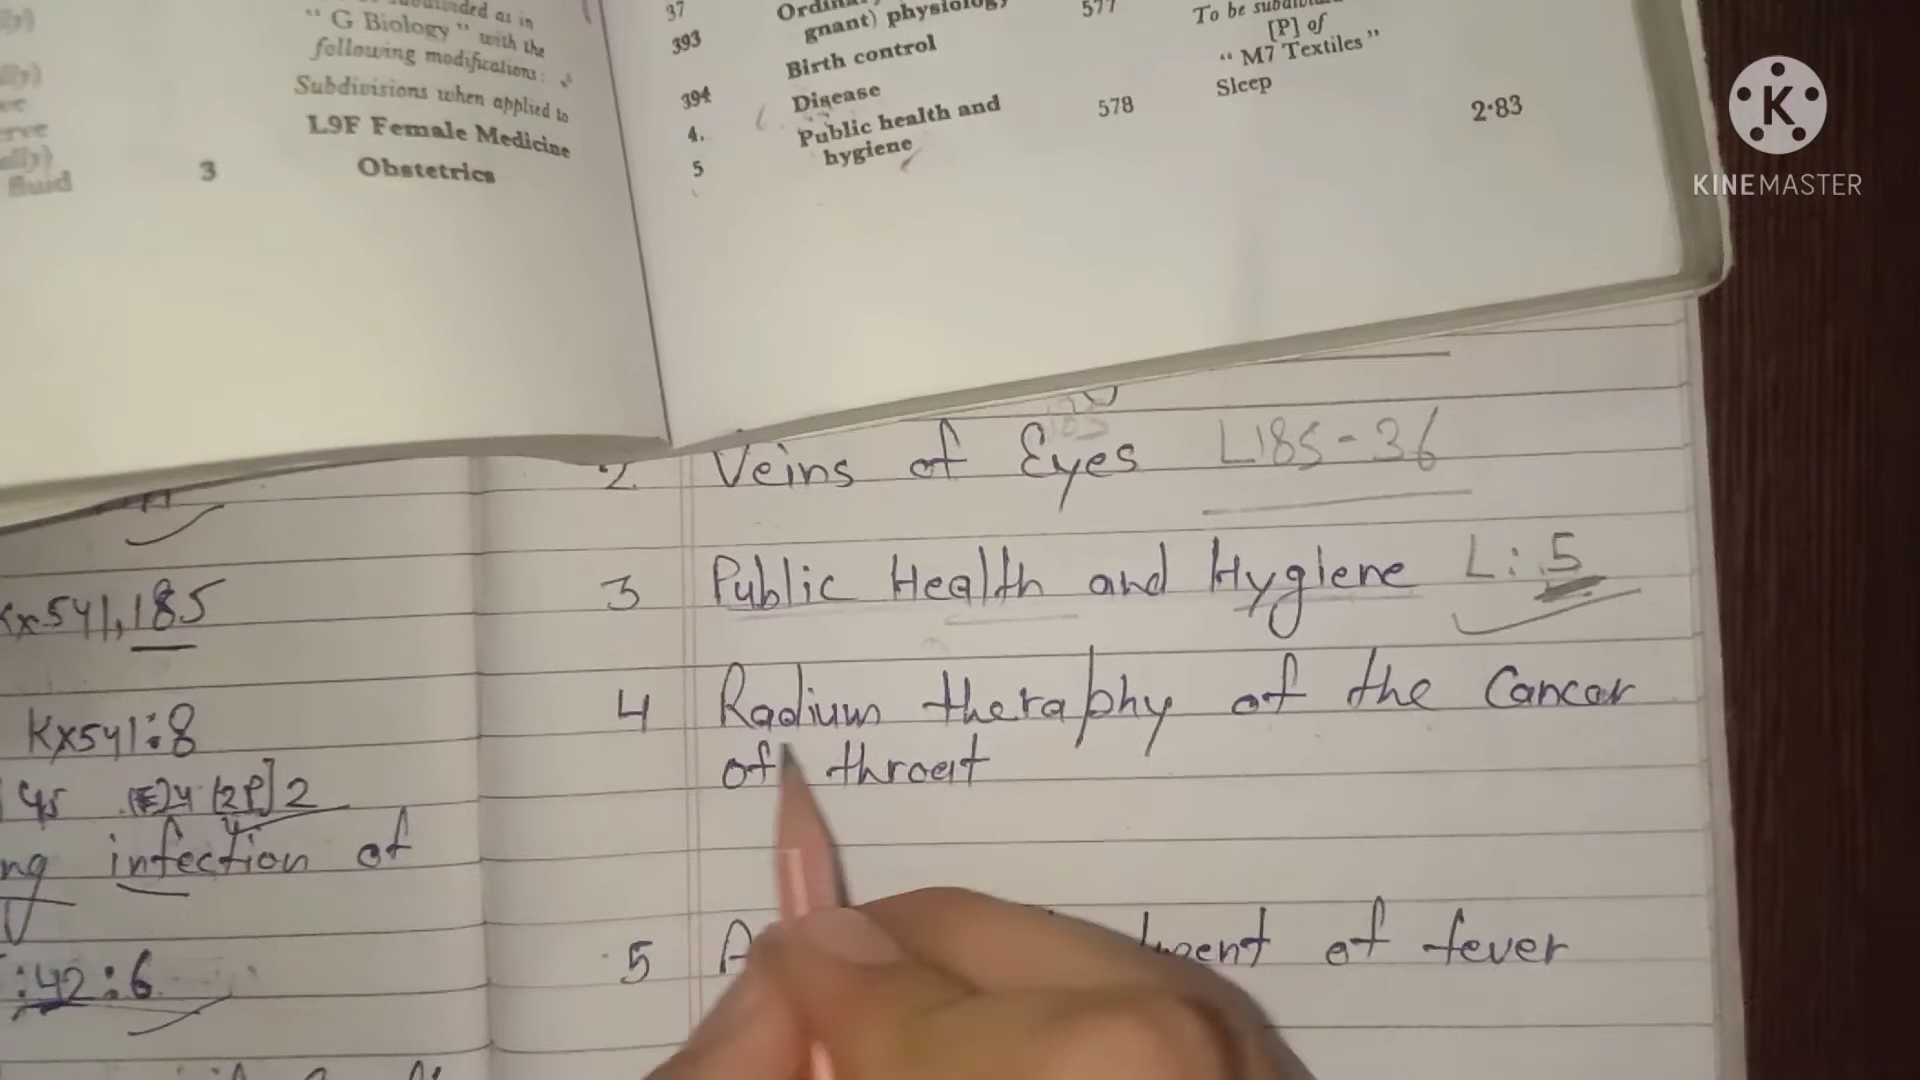 " G Biology " with the
following modifications :
Subdivisions when applied to
L9F Female Medicine
3 Obstetrics
fluid
37
393 gnant) physiology
Birth control
394 Disease
4. Public health and
5 hygiene
577
[P] of
" M7 Textiles "
578 Sleep
2·83
K
KINEMASTER
2. Veins of Eyes L185-36
3 Public Health and Hygiene L:5
4 Radium theraphy of the Cancer
of throat
5 of fever
Kx541,185
KX541:8
infection of
:42:6